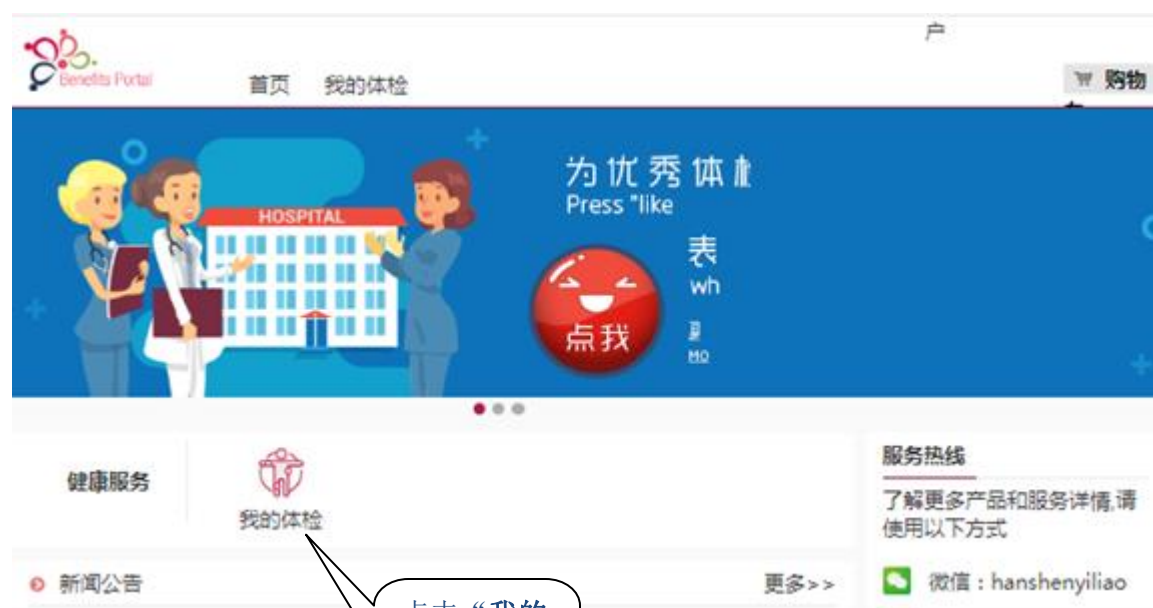 户
Benefits Portal
首页 我的体检
购物
HOSPITAL
为优秀体
Press "like
表
wh
点我
MO
健康服务
我的体检
服务热线
了解更多产品和服务详情,请
使用以下方式
新闻公告 更多>>
微信：hanshenyiliao
点击“我的